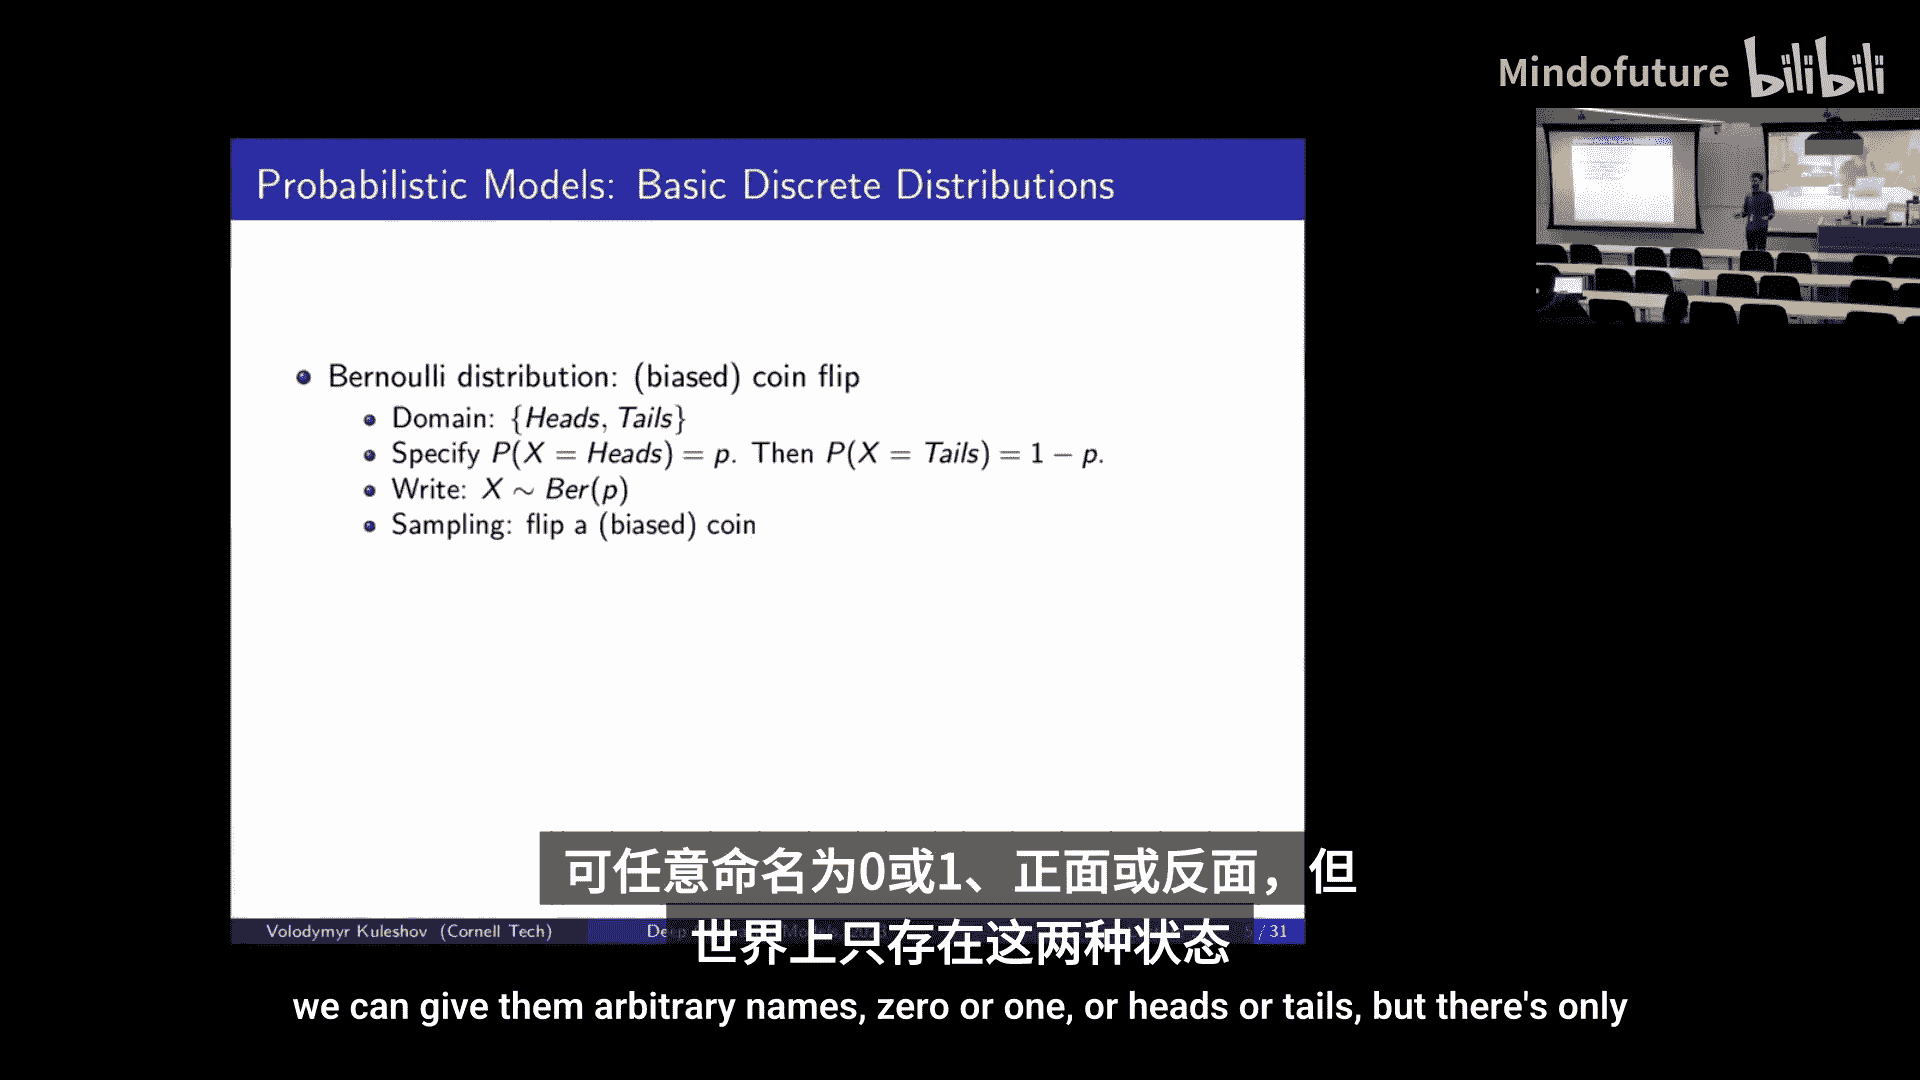 Mindofuture bilibili
Probabilistic Models: Basic Discrete Distributions
Bernoulli distribution: (biased) coin flip
Domain: {Heads, Tails}
Specify P(X = Heads) = p. Then P(X = Tails) = 1 − p.
Write: X ∼ Ber(p)
Sampling: flip a (biased) coin
可任意命名为0或1、正面或反面，但
世界上只存在这两种状态
Volodymyr Kuleshov (Cornell Tech)
/ 31
we can give them arbitrary names, zero or one, or heads or tails, but there's only